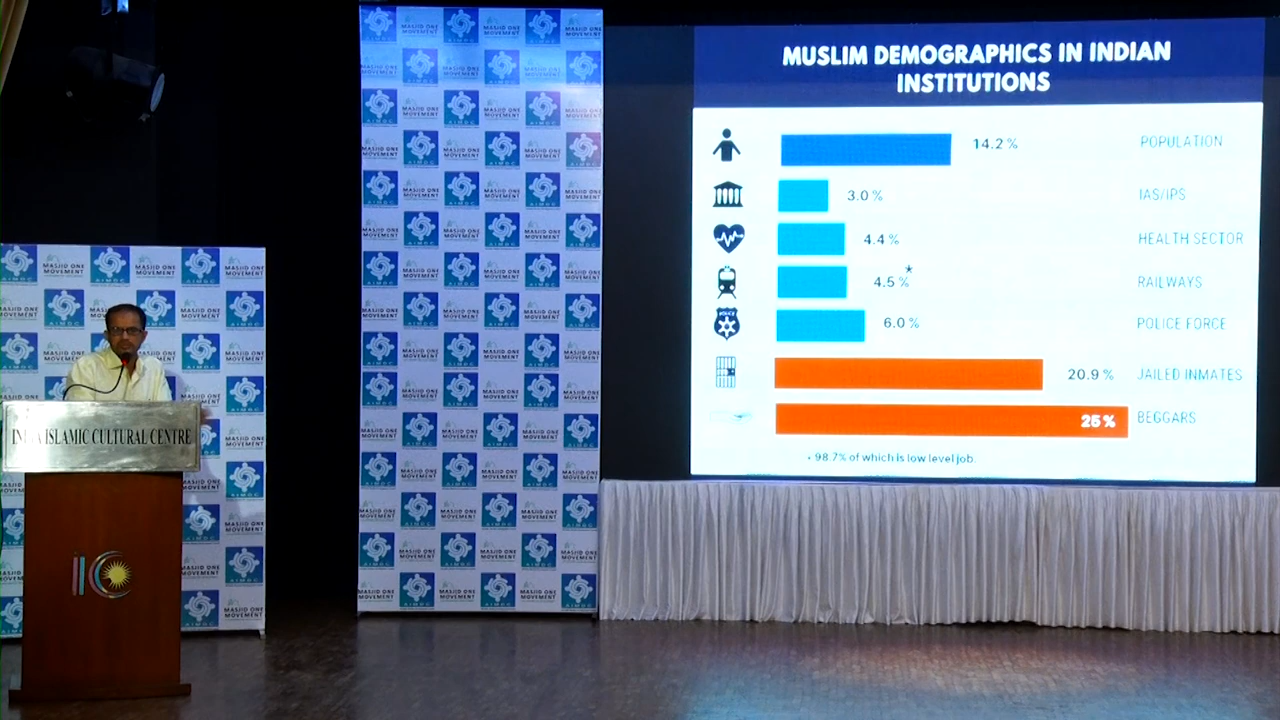 MUSLIM DEMOGRAPHICS IN INDIAN
INSTITUTIONS
14.2% POPULATION
3.0% IAS/IPS
4.4% HEALTH SECTOR
4.5%* RAILWAYS
6.0% POLICE FORCE
20.9% JAILED INMATES
25% BEGGARS
• 98.7% of which is low level job.
MASJID ONE
MOVEMENT
AIMDC
ISLAMIC CULTURAL CENTRE